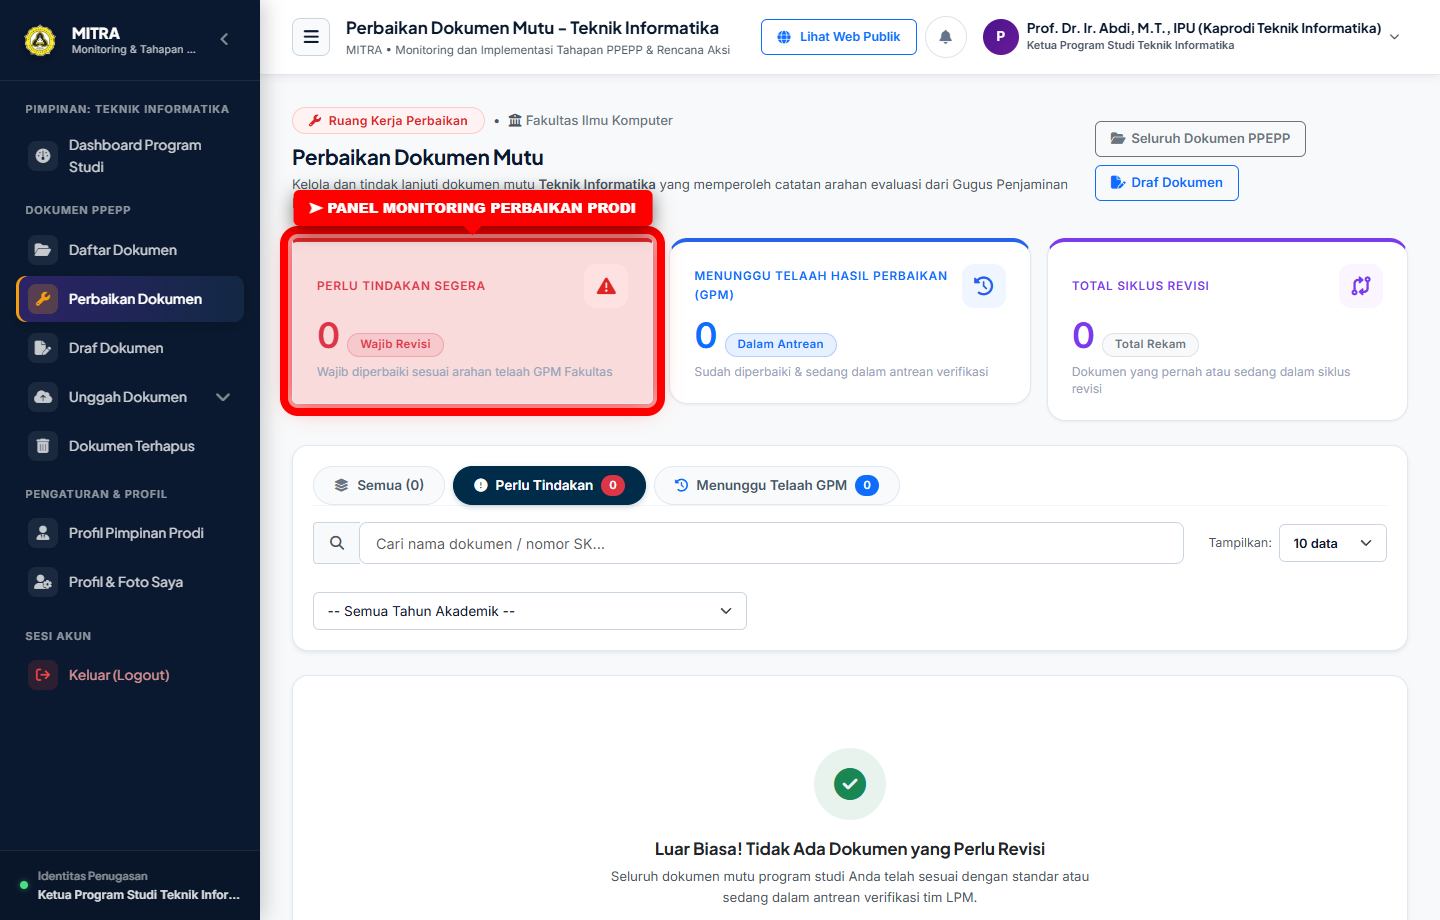 MITRA
Monitoring & Tahapan ...
PIMPINAN: TEKNIK INFORMATIKA
Dashboard Program
Studi
DOKUMEN PPEPP
Daftar Dokumen
Perbaikan Dokumen
Draf Dokumen
Unggah Dokumen
Dokumen Terhapus
PENGATURAN & PROFIL
Profil Pimpinan Prodi
Profil & Foto Saya
SESI AKUN
Keluar (Logout)
Identitas Penugasan
Ketua Program Studi Teknik Infor...
Perbaikan Dokumen Mutu - Teknik Informatika
MITRA • Monitoring dan Implementasi Tahapan PPEPP & Rencana Aksi
Lihat Web Publik
P
Prof. Dr. Ir. Abdi, M.T., IPU (Kaprodi Teknik Informatika)
Ketua Program Studi Teknik Informatika
Ruang Kerja Perbaikan
• Fakultas Ilmu Komputer
Perbaikan Dokumen Mutu
Kelola dan tindak lanjuti dokumen mutu Teknik Informatika yang memperoleh catatan arahan evaluasi dari Gugus Penjaminan
Seluruh Dokumen PPEPP
Draf Dokumen
➤ PANEL MONITORING PERBAIKAN PRODI
PERLU TINDAKAN SEGERA
0 Wajib Revisi
Wajib diperbaiki sesuai arahan telaah GPM Fakultas
MENUNGGU TELAAH HASIL PERBAIKAN
(GPM)
0 Dalam Antrean
Sudah diperbaiki & sedang dalam antrean verifikasi
TOTAL SIKLUS REVISI
0 Total Rekam
Dokumen yang pernah atau sedang dalam siklus
revisi
Semua (0)
Perlu Tindakan 0
Menunggu Telaah GPM 0
Cari nama dokumen / nomor SK...
Tampilkan: 10 data
-- Semua Tahun Akademik --
Luar Biasa! Tidak Ada Dokumen yang Perlu Revisi
Seluruh dokumen mutu program studi Anda telah sesuai dengan standar atau
sedang dalam antrean verifikasi tim LPM.